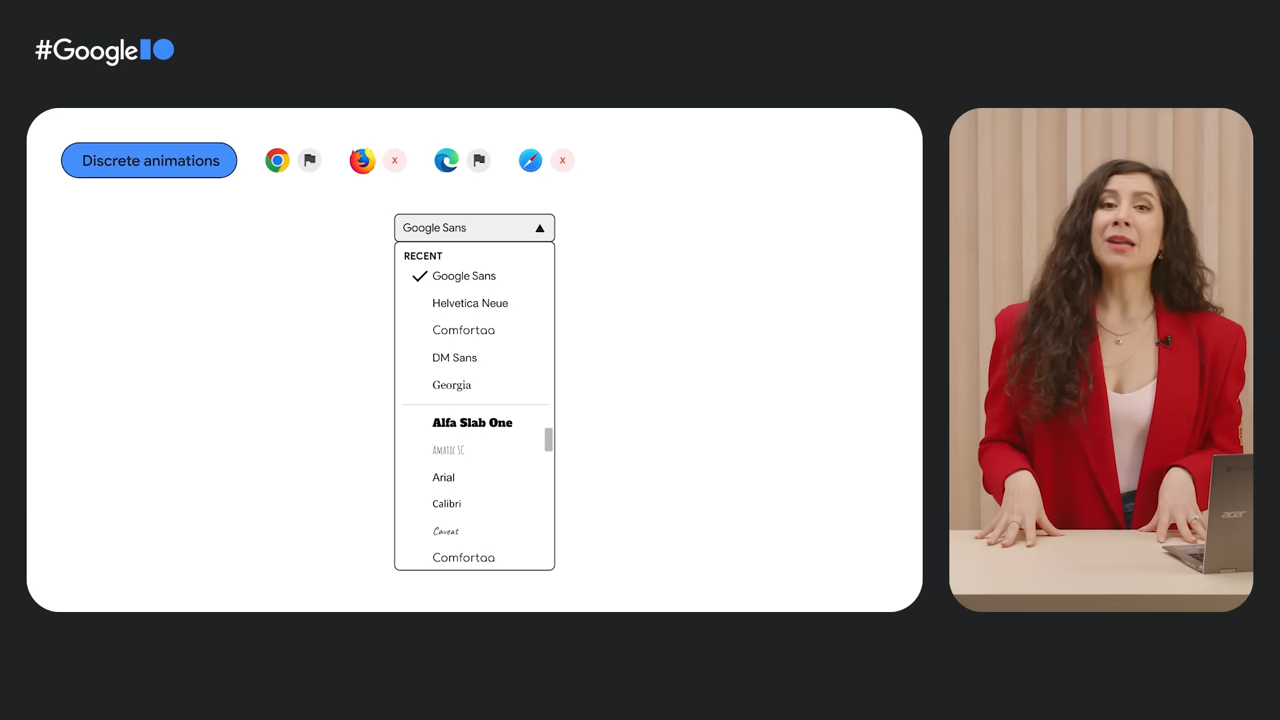 #GoogleIO
Discrete animations
x
x
Google Sans
RECENT
Google Sans
Helvetica Neue
Comfortaa
DM Sans
Georgia
Alfa Slab One
Amatic SC
Arial
Calibri
Caveat
Comfortaa
acer